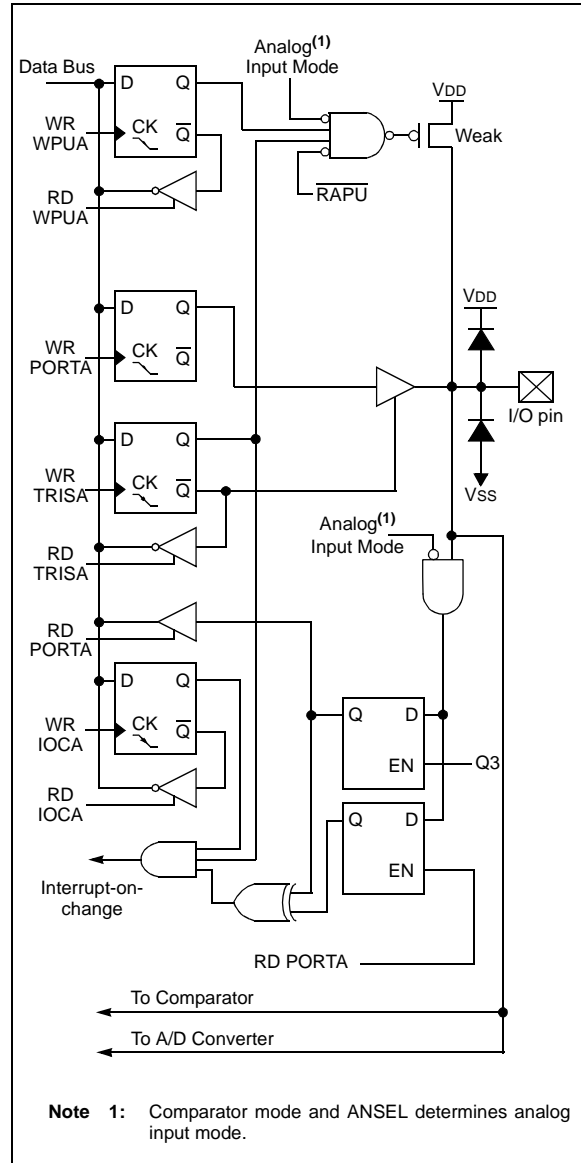 Analog(1)
Input Mode
Data Bus
D Q
VDD
WR
WPUA
CK
Q
Weak
RD
WPUA
RAPU
D Q
VDD
WR
PORTA
CK
Q
I/O pin
D Q
WR
TRISA
CK
Q
VSS
Analog(1)
Input Mode
RD
TRISA
RD
PORTA
D Q
Q D
WR
IOCA
CK
Q
EN
Q3
RD
IOCA
Q D
EN
Interrupt-on-
change
RD PORTA
To Comparator
To A/D Converter
Note 1: Comparator mode and ANSEL determines analog
input mode.